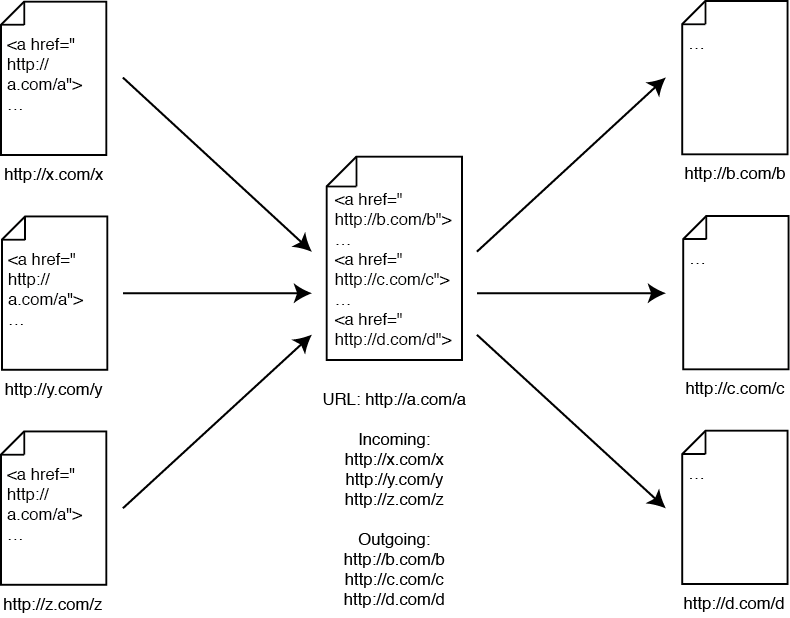 <a href="
http://
a.com/a">
…
http://x.com/x
<a href="
http://
a.com/a">
…
http://y.com/y
<a href="
http://
a.com/a">
…
http://z.com/z
<a href="
http://b.com/b">
…
<a href="
http://c.com/c">
…
<a href="
http://d.com/d">
URL: http://a.com/a
Incoming:
http://x.com/x
http://y.com/y
http://z.com/z
Outgoing:
http://b.com/b
http://c.com/c
http://d.com/d
…
http://b.com/b
…
http://c.com/c
…
http://d.com/d